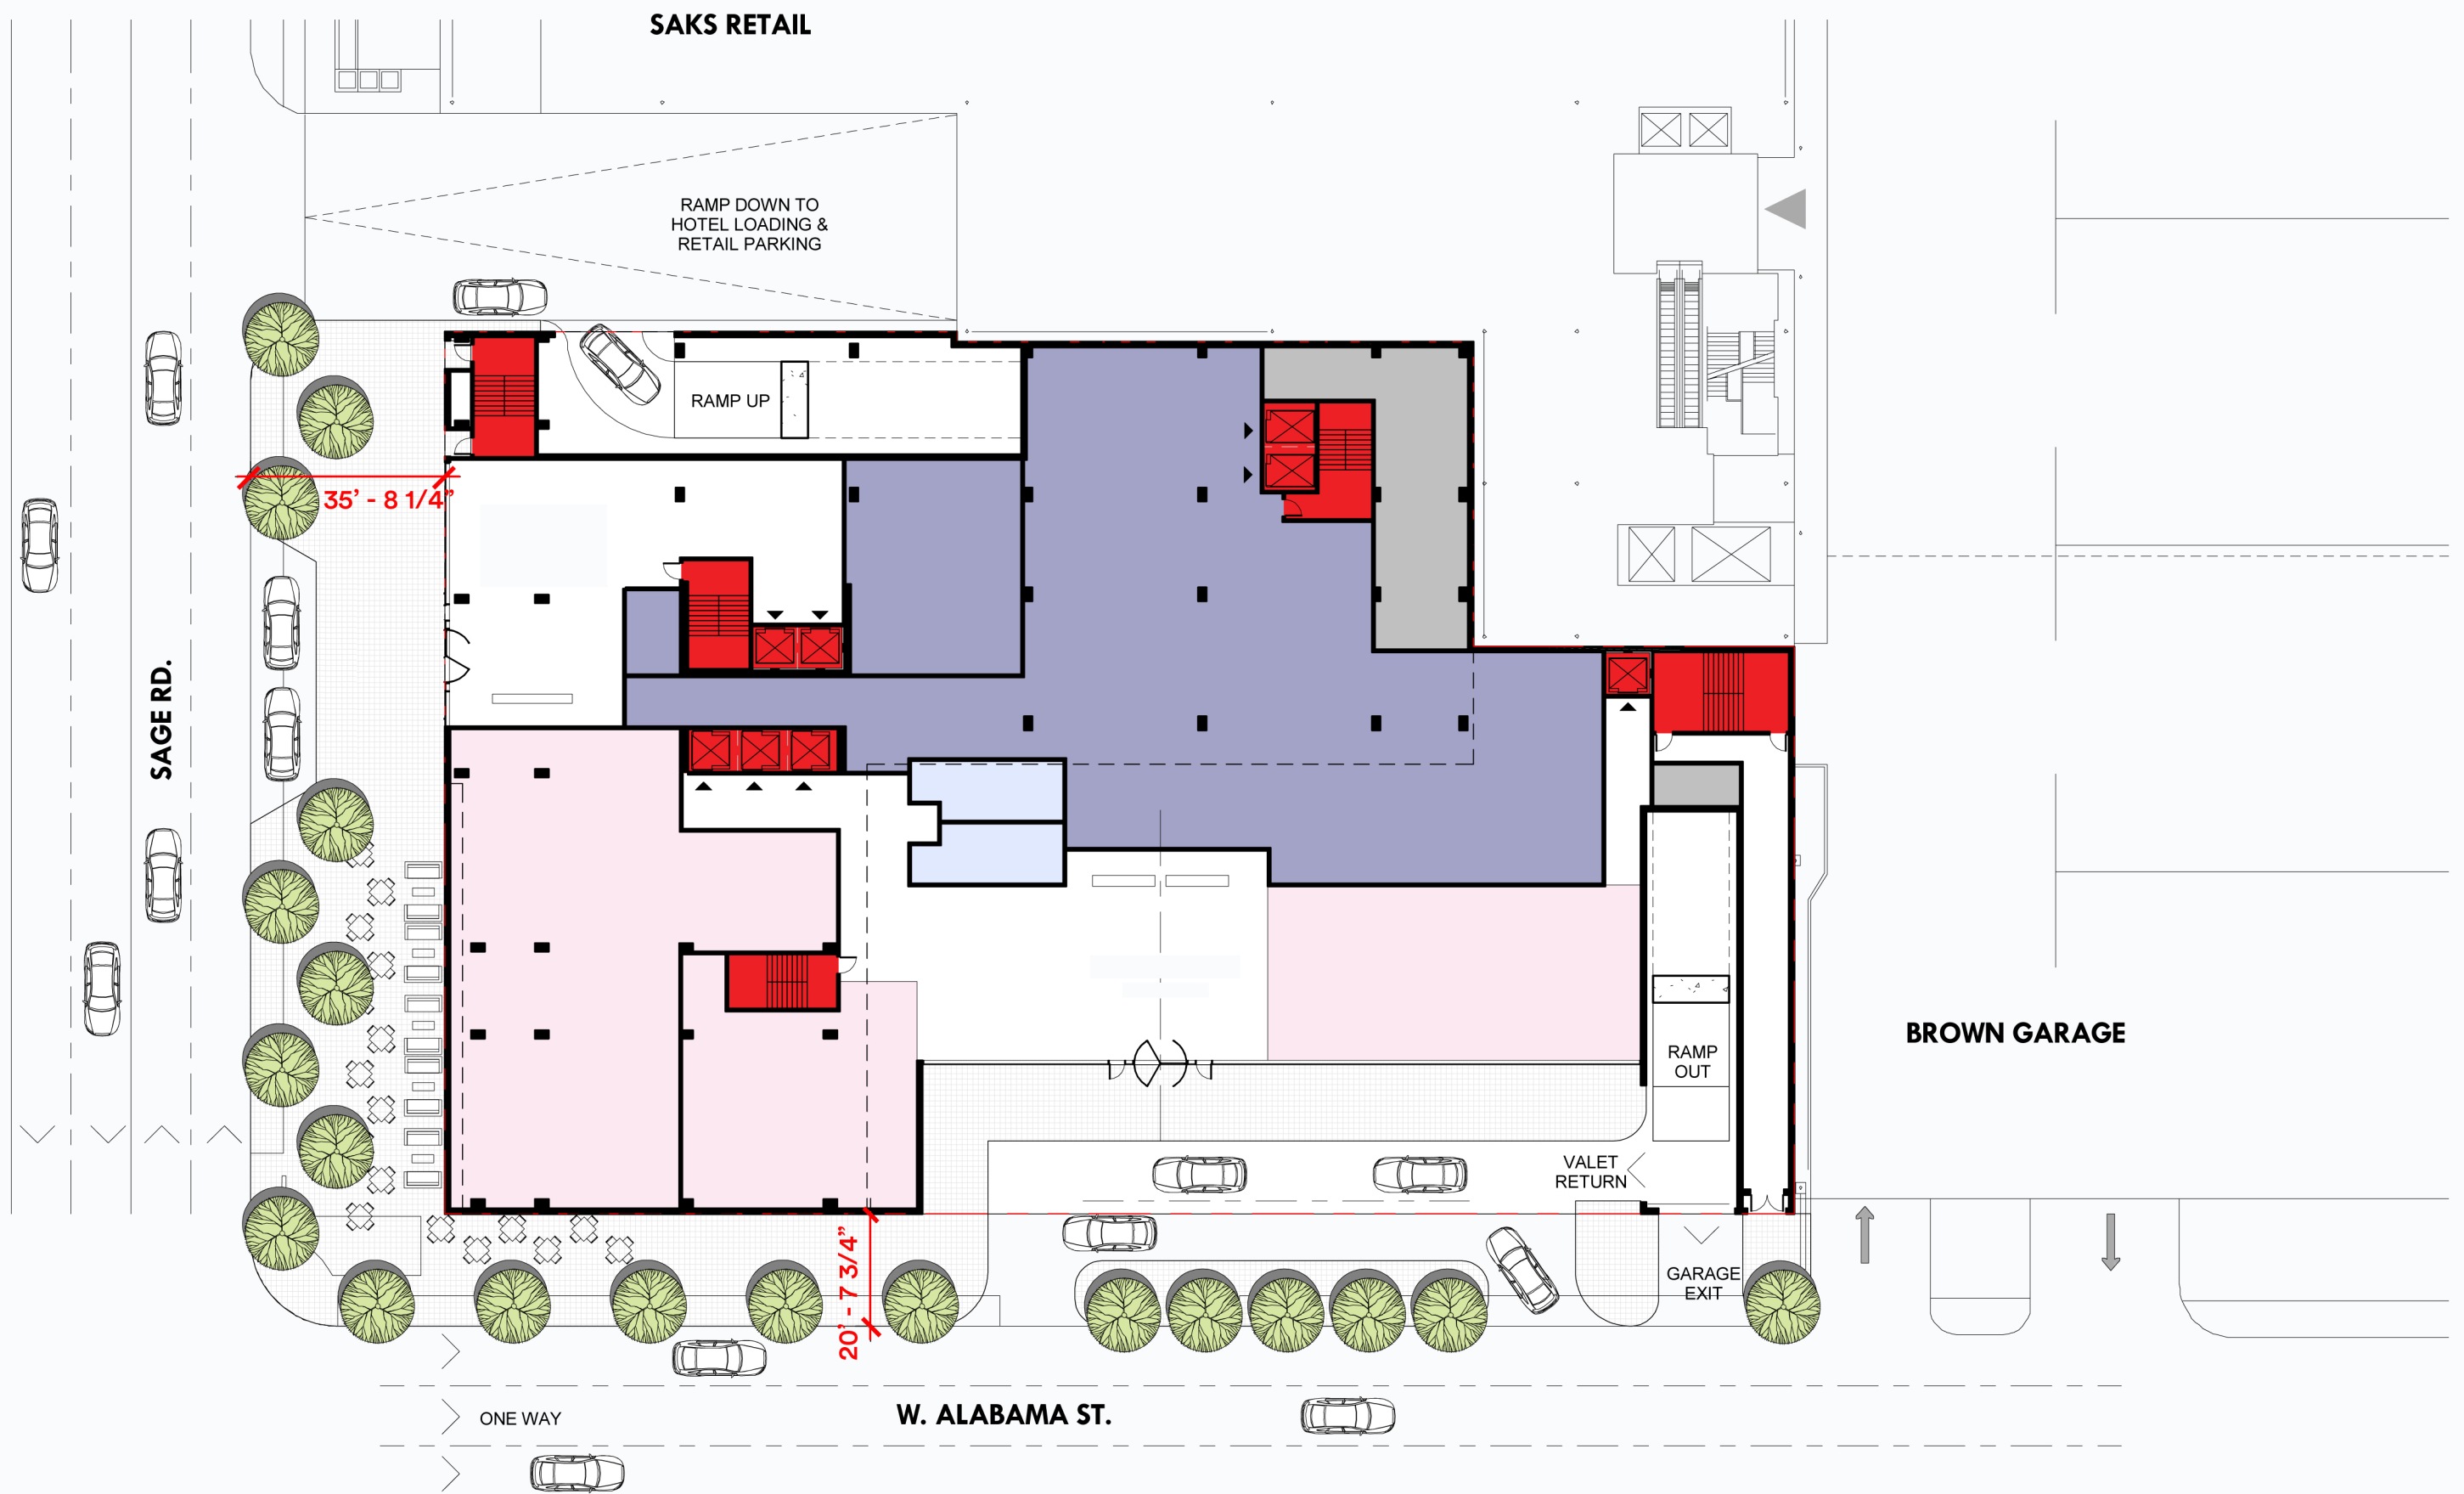 SAKS RETAIL
RAMP DOWN TO
HOTEL LOADING &
RETAIL PARKING
RAMP UP
35' - 8 1/4"
SAGE RD.
BROWN GARAGE
RAMP
OUT
VALET
RETURN
20' - 7 3/4"
GARAGE
EXIT
ONE WAY
W. ALABAMA ST.